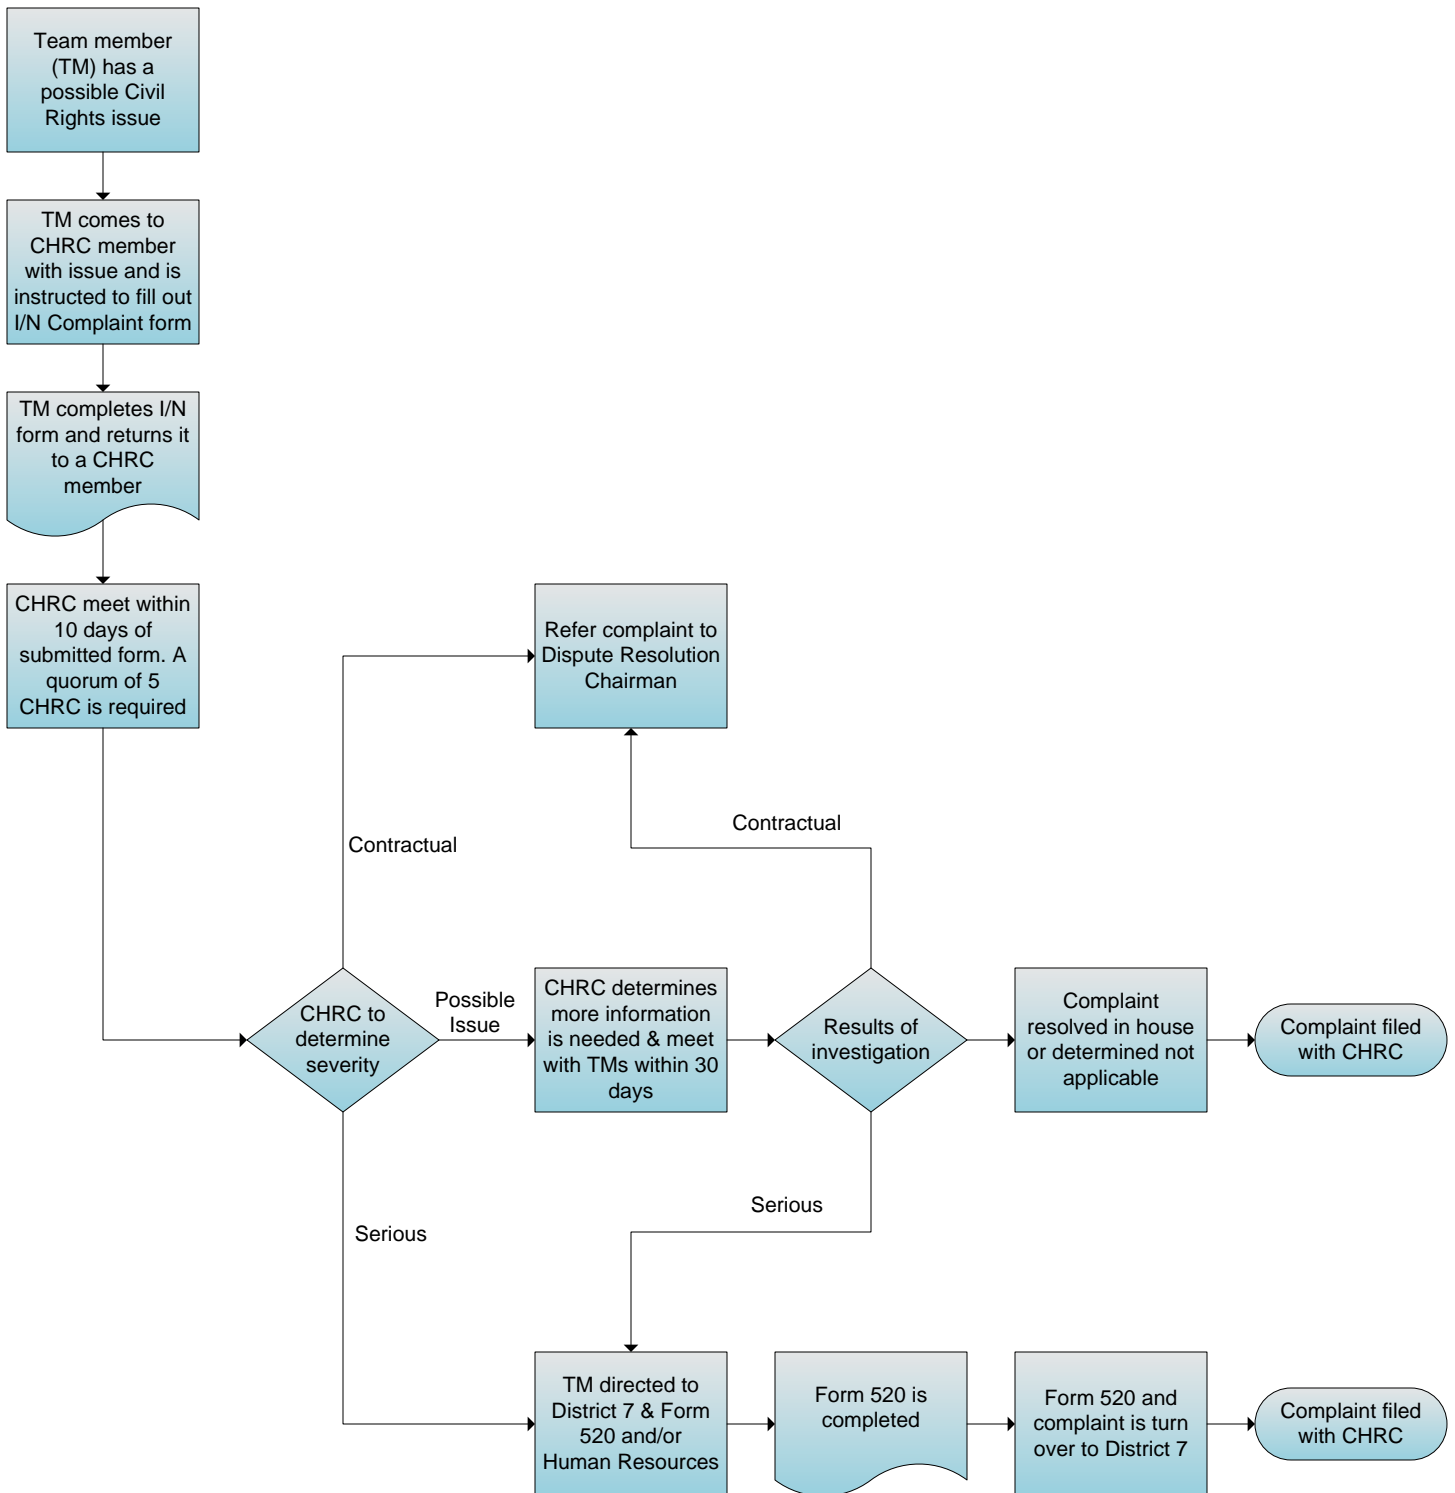 Team member
(TM) has a
possible Civil
Rights issue
TM comes to
CHRC member
with issue and is
instructed to fill out
I/N Complaint form
TM completes I/N
form and returns it
to a CHRC
member
CHRC meet within
10 days of
submitted form. A
quorum of 5
CHRC is required
Refer complaint to
Dispute Resolution
Chairman
Contractual
Contractual
CHRC to
determine
severity
Possible
Issue
CHRC determines
more information
is needed & meet
with TMs within 30
days
Results of
investigation
Complaint
resolved in house
or determined not
applicable
Complaint filed
with CHRC
Serious
Serious
TM directed to
District 7 & Form
520 and/or
Human Resources
Form 520 is
completed
Form 520 and
complaint is turn
over to District 7
Complaint filed
with CHRC